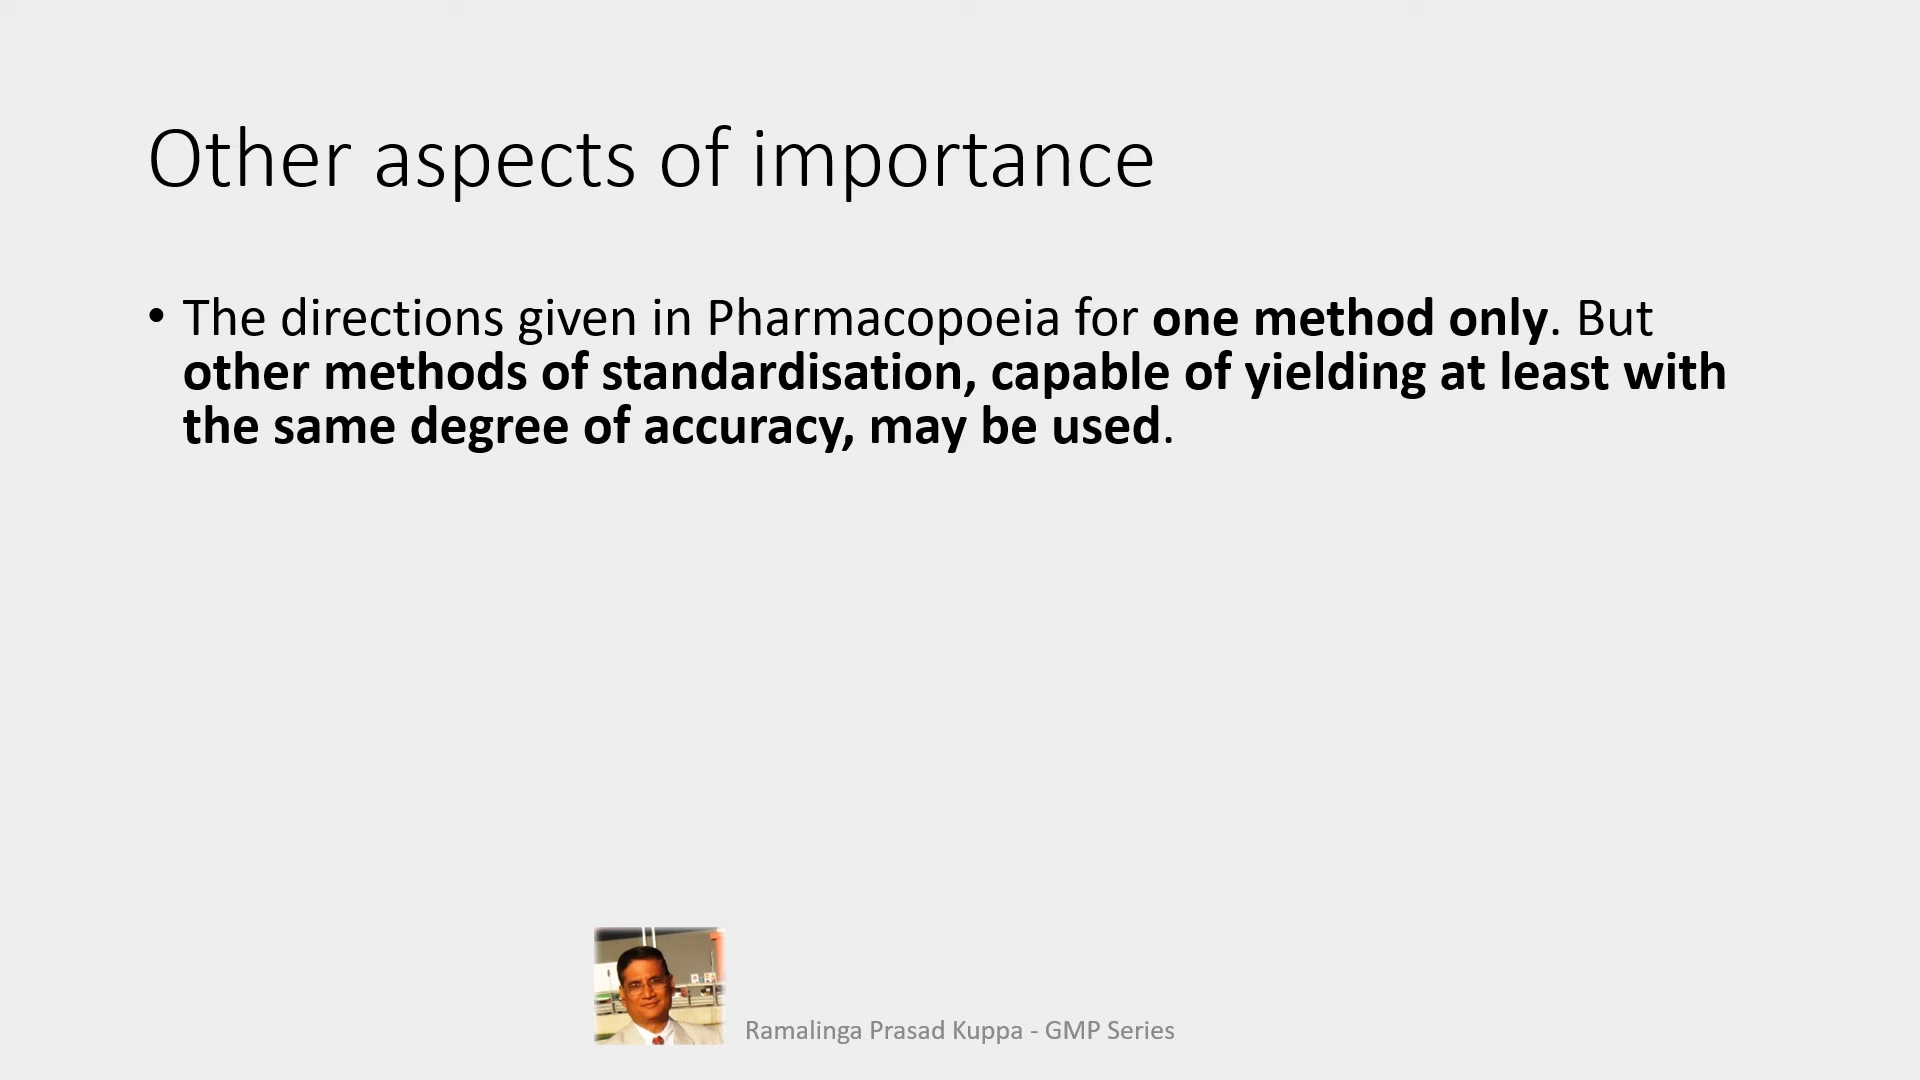 Other aspects of importance
• The directions given in Pharmacopoeia for one method only. But
other methods of standardisation, capable of yielding at least with
the same degree of accuracy, may be used.
Ramalinga Prasad Kuppa - GMP Series